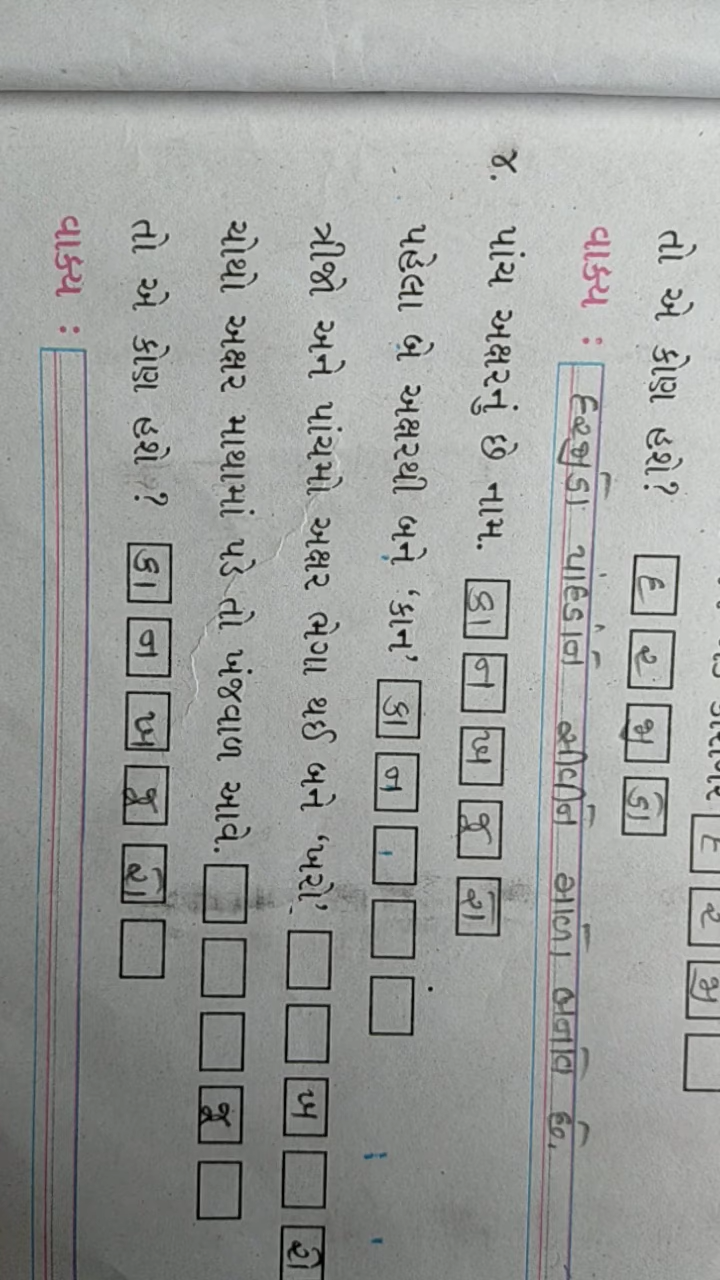 દ ર
તો એ કોણ હશે? દ ર જી ડો
વાક્ય : દરજીડો પાંદડાંને સીવીને માળો બનાવે છે.
૪. પાંચ અક્ષરનું છે નામ. કા ન ખ જૂ રો
પહેલા બે અક્ષરથી બને ‘કાન’ કા ન
ત્રીજો અને પાંચમો અક્ષર ભેગા થઈ બને ‘ખરો’ ખ રો
ચોથો અક્ષર માથામાં પડે તો ખંજવાળ આવે. જૂ
તો એ કોણ હશે? કા ન ખ જૂ રો
વાક્ય :